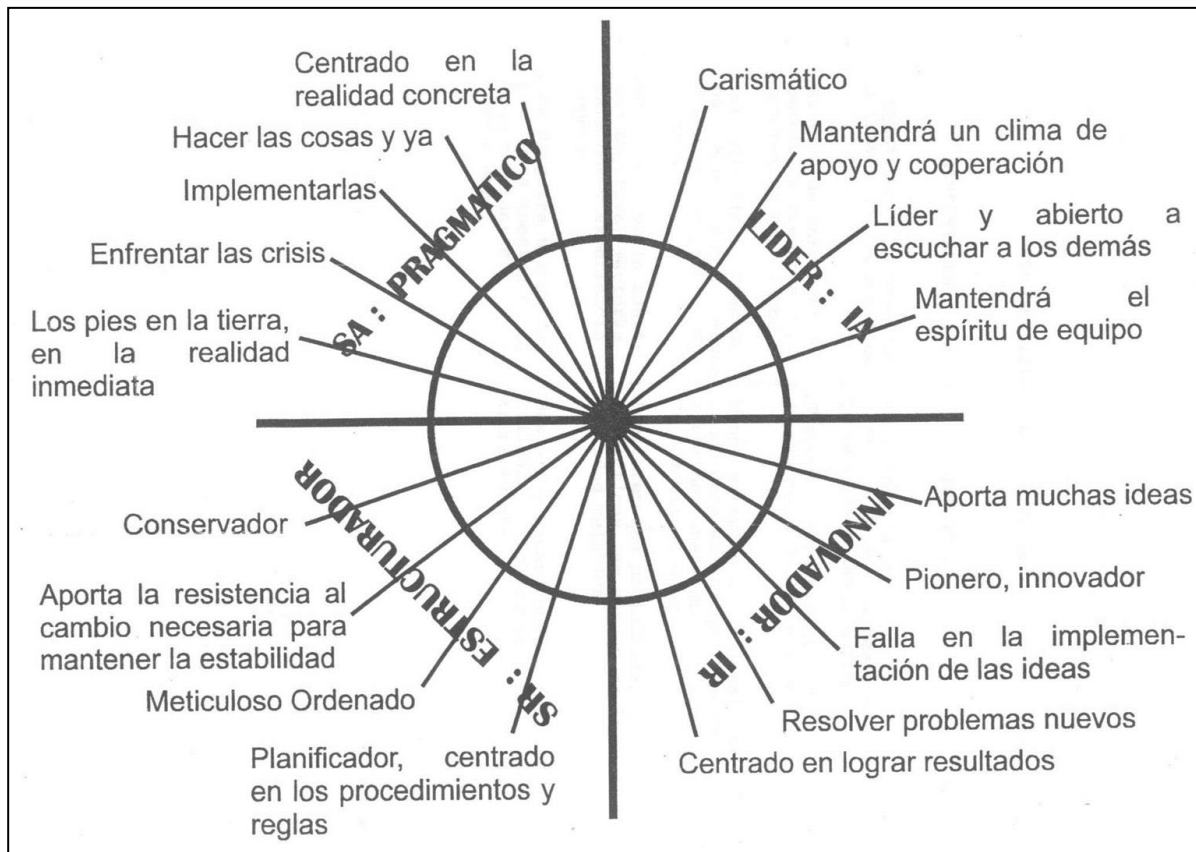 Centrado en la
realidad concreta
Hacer las cosas y ya
Implementarlas
Enfrentar las crisis
Los pies en la tierra,
en la realidad
inmediata
SA : PRAGMATICO
Carismático
Mantendrá un clima de
apoyo y cooperación
Líder y abierto a
escuchar a los demás
Mantendrá el
espíritu de equipo
LIDER : IA
Conservador
Aporta la resistencia al
cambio necesaria para
mantener la estabilidad
Meticuloso Ordenado
Planificador, centrado
en los procedimientos y
reglas
SR : ESTRUCTURADOR
Aporta muchas ideas
Pionero, innovador
Falla en la implemen-
tación de las ideas
Resolver problemas nuevos
Centrado en lograr resultados
INNOVADOR : IR